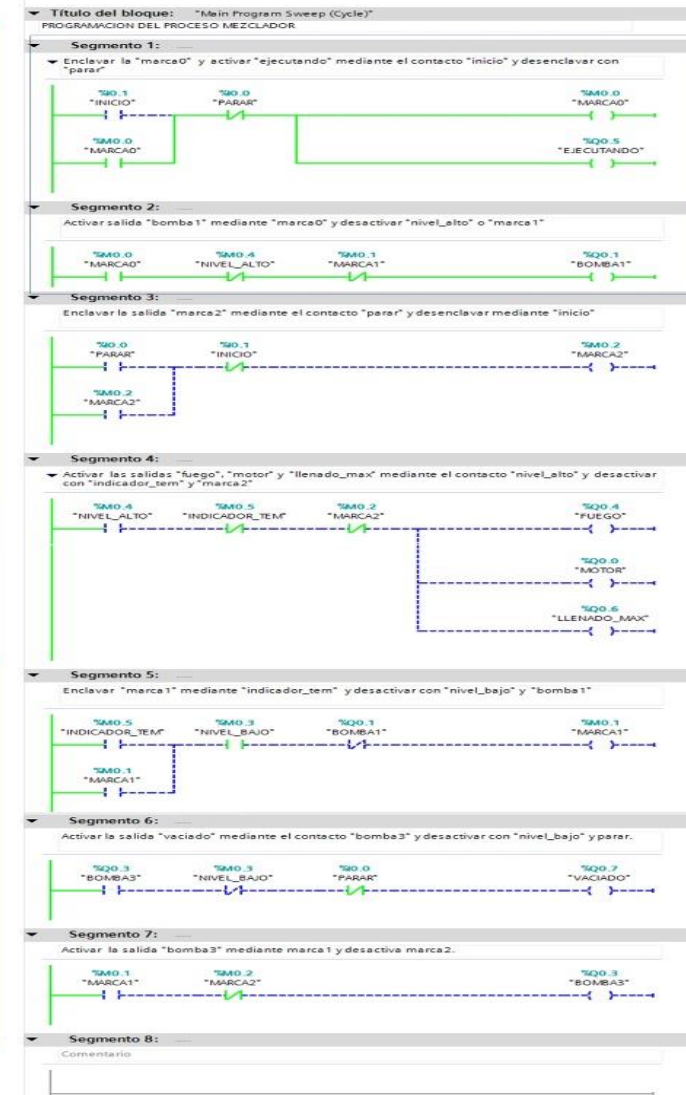 Título del bloque: "Main Program Sweep (Cycle)"
PROGRAMACION DEL PROCESO MEZCLADOR
Segmento 1:
Enclavar la "marca0" y activar "ejecutando" mediante el contacto "inicio" y desenclavar con
"parar"
%I0.1 %I0.0 %M0.0
"INICIO" "PARAR" "MARCA0"
%M0.0 %Q0.5
"MARCA0" "EJECUTANDO"
Segmento 2:
Activar salida "bomba1" mediante "marca0" y desactivar "nivel_alto" o "marca1"
%M0.0 %M0.4 %M0.1 %Q0.1
"MARCA0" "NIVEL_ALTO" "MARCA1" "BOMBA1"
Segmento 3:
Enclavar la salida "marca2" mediante el contacto "parar" y desenclavar mediante "inicio"
%I0.0 %I0.1 %M0.2
"PARAR" "INICIO" "MARCA2"
%M0.2
"MARCA2"
Segmento 4:
Activar las salidas "fuego", "motor" y "llenado_max" mediante el contacto "nivel_alto" y desactivar
con "indicador_tem" y "marca2"
%M0.4 %M0.5 %M0.2 %Q0.4
"NIVEL_ALTO" "INDICADOR_TEM" "MARCA2" "FUEGO"
%Q0.0
"MOTOR"
%Q0.6
"LLENADO_MAX"
Segmento 5:
Enclavar "marca1" mediante "indicador_tem" y desactivar con "nivel_bajo" y "bomba1"
%M0.5 %M0.3 %Q0.1 %M0.1
"INDICADOR_TEM" "NIVEL_BAJO" "BOMBA1" "MARCA1"
%M0.1
"MARCA1"
Segmento 6:
Activar la salida "vaciado" mediante el contacto "bomba3" y desactivar con "nivel_bajo" y parar.
%Q0.3 %M0.3 %I0.0 %Q0.7
"BOMBA3" "NIVEL_BAJO" "PARAR" "VACIADO"
Segmento 7:
Activar la salida "bomba3" mediante marca1 y desactiva marca2.
%M0.1 %M0.2 %Q0.3
"MARCA1" "MARCA2" "BOMBA3"
Segmento 8:
Comentario